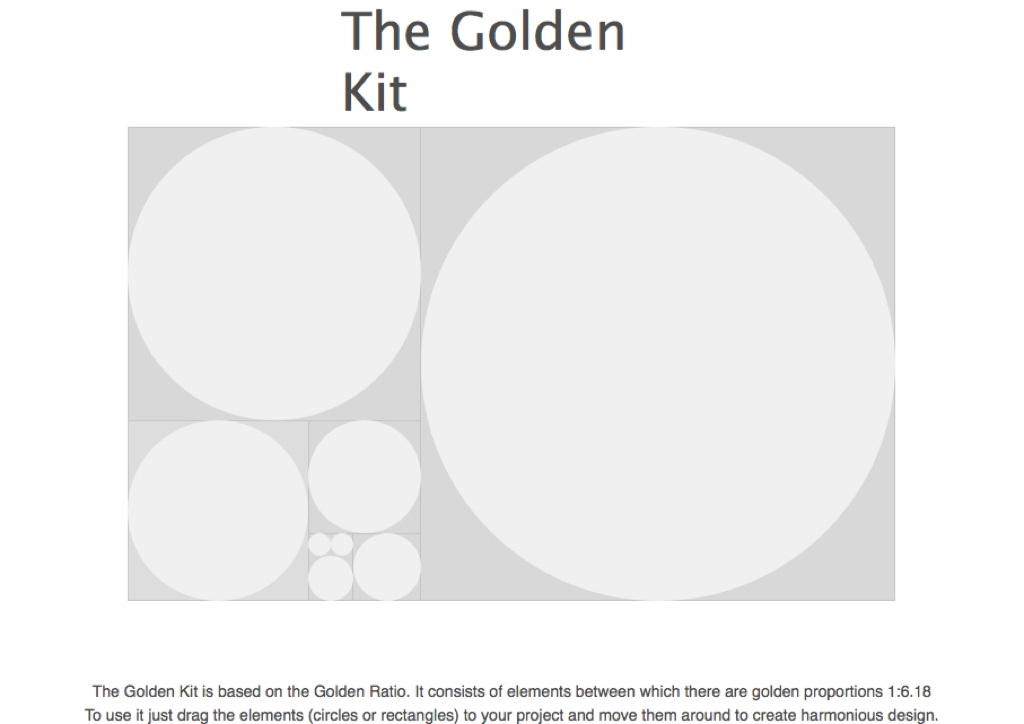 The Golden
Kit
The Golden Kit is based on the Golden Ratio. It consists of elements between which there are golden proportions 1:6.18
To use it just drag the elements (circles or rectangles) to your project and move them around to create harmonious design.